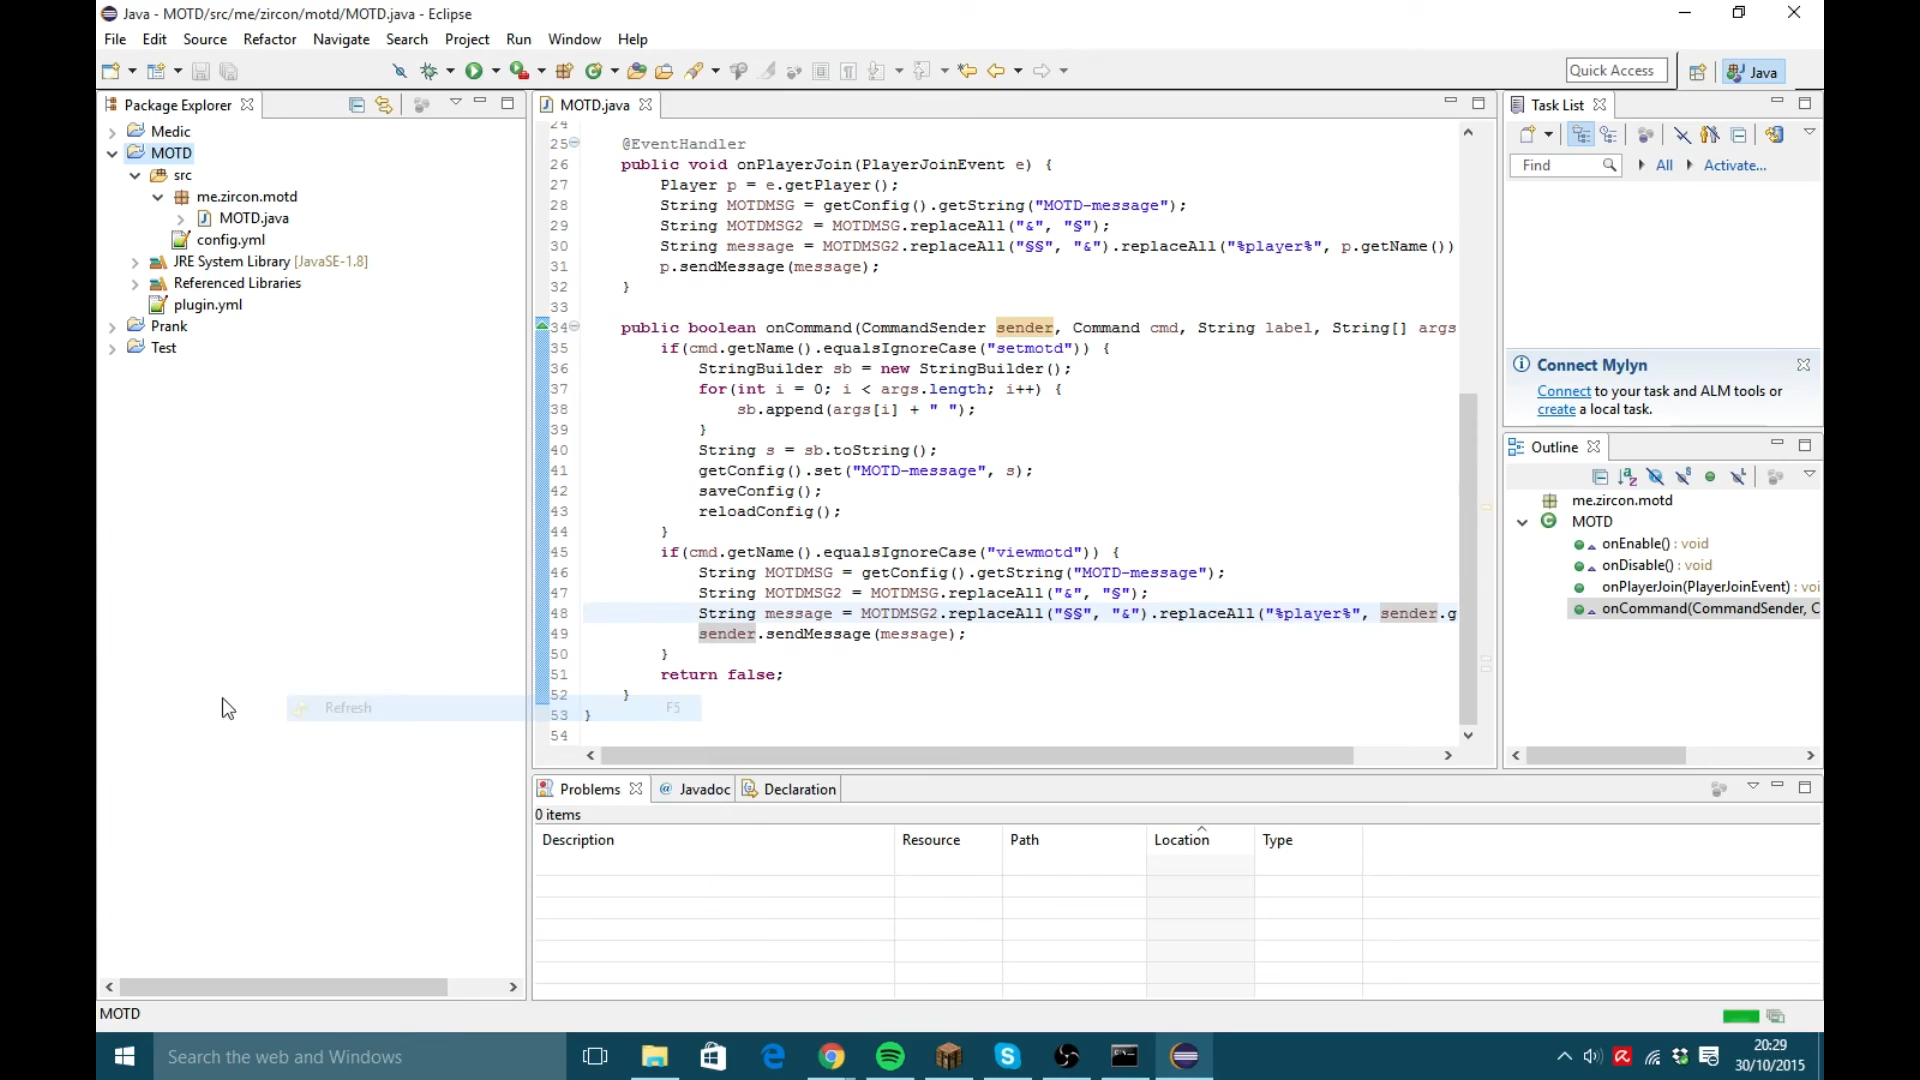 Java - MOTD/src/me/zircon/motd/MOTD.java - Eclipse
File Edit Source Refactor Navigate Search Project Run Window Help
Quick Access
Java
Package Explorer
Medic
MOTD
src
me.zircon.motd
MOTD.java
config.yml
JRE System Library [JavaSE-1.8]
Referenced Libraries
plugin.yml
Prank
Test
Refresh F5
MOTD.java
24
25 @EventHandler
26 public void onPlayerJoin(PlayerJoinEvent e) {
27 Player p = e.getPlayer();
28 String MOTDMSG = getConfig().getString("MOTD-message");
29 String MOTDMSG2 = MOTDMSG.replaceAll("&", "§");
30 String message = MOTDMSG2.replaceAll("§§", "&").replaceAll("%player%", p.getName())
31 p.sendMessage(message);
32 }
33
34 public boolean onCommand(CommandSender sender, Command cmd, String label, String[] args
35 if(cmd.getName().equalsIgnoreCase("setmotd")) {
36 StringBuilder sb = new StringBuilder();
37 for(int i = 0; i < args.length; i++) {
38 sb.append(args[i] + " ");
39 }
40 String s = sb.toString();
41 getConfig().set("MOTD-message", s);
42 saveConfig();
43 reloadConfig();
44 }
45 if(cmd.getName().equalsIgnoreCase("viewmotd")) {
46 String MOTDMSG = getConfig().getString("MOTD-message");
47 String MOTDMSG2 = MOTDMSG.replaceAll("&", "§");
48 String message = MOTDMSG2.replaceAll("§§", "&").replaceAll("%player%", sender.g
49 sender.sendMessage(message);
50 }
51 return false;
52 }
53 }
54
Task List
Find All Activate...
Connect Mylyn
Connect to your task and ALM tools or
create a local task.
Outline
me.zircon.motd
MOTD
onEnable() : void
onDisable() : void
onPlayerJoin(PlayerJoinEvent) : voi
onCommand(CommandSender, C
Problems @ Javadoc Declaration
0 items
Description Resource Path Location Type
MOTD
Search the web and Windows
20:29
30/10/2015